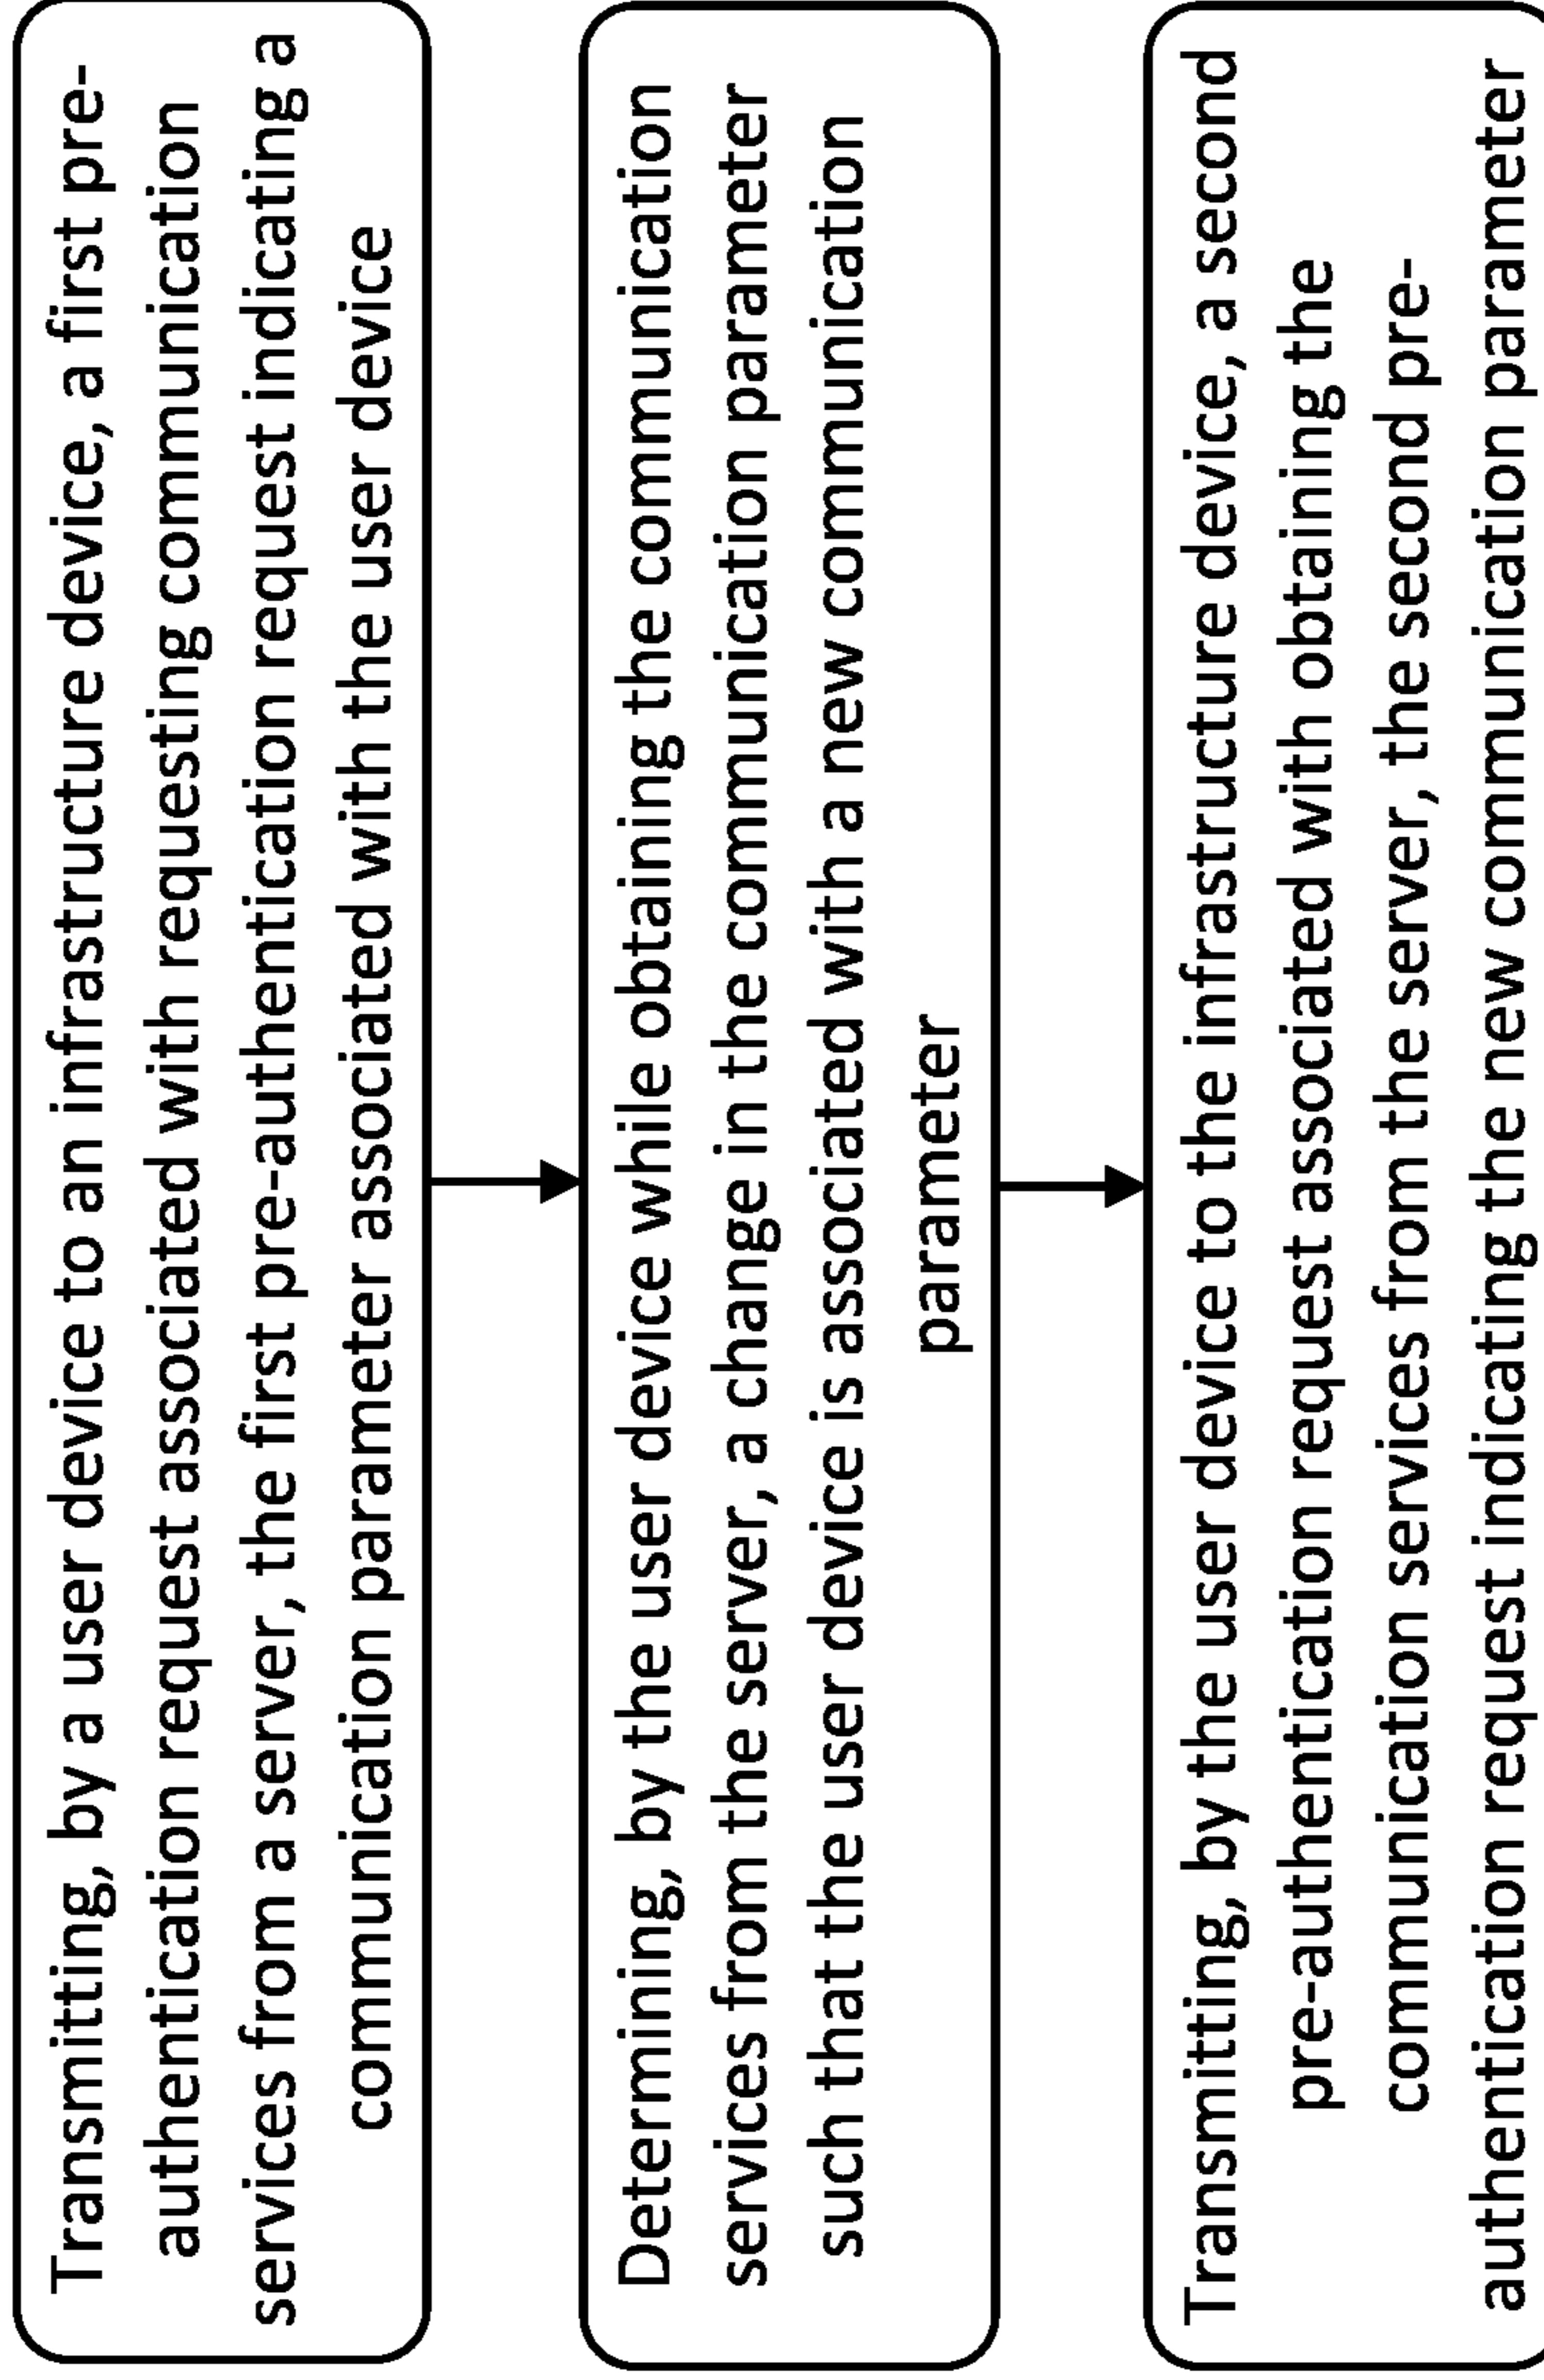 Transmitting, by a user device to an infrastructure device, a first pre-
authentication request associated with requesting communication
services from a server, the first pre-authentication request indicating a
communication parameter associated with the user device
Determining, by the user device while obtaining the communication
services from the server, a change in the communication parameter
such that the user device is associated with a new communication
parameter
Transmitting, by the user device to the infrastructure device, a second
pre-authentication request associated with obtaining the
communication services from the server, the second pre-
authentication request indicating the new communication parameter